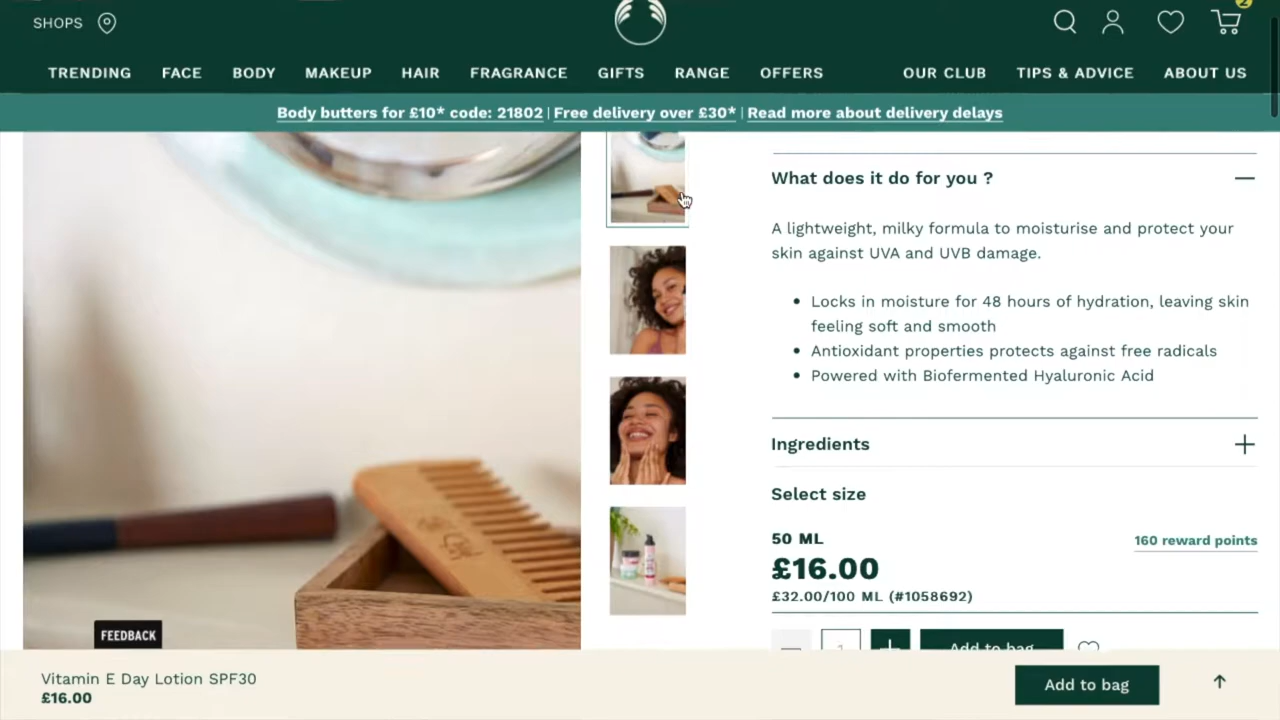 SHOPS
2
TRENDING FACE BODY MAKEUP HAIR FRAGRANCE GIFTS RANGE OFFERS OUR CLUB TIPS & ADVICE ABOUT US
Body butters for £10* code: 21802 | Free delivery over £30* | Read more about delivery delays
What does it do for you ?
A lightweight, milky formula to moisturise and protect your
skin against UVA and UVB damage.
• Locks in moisture for 48 hours of hydration, leaving skin
feeling soft and smooth
• Antioxidant properties protects against free radicals
• Powered with Biofermented Hyaluronic Acid
Ingredients
Select size
50 ML
160 reward points
£16.00
£32.00/100 ML (#1058692)
1
Add to bag
FEEDBACK
Vitamin E Day Lotion SPF30
£16.00
Add to bag